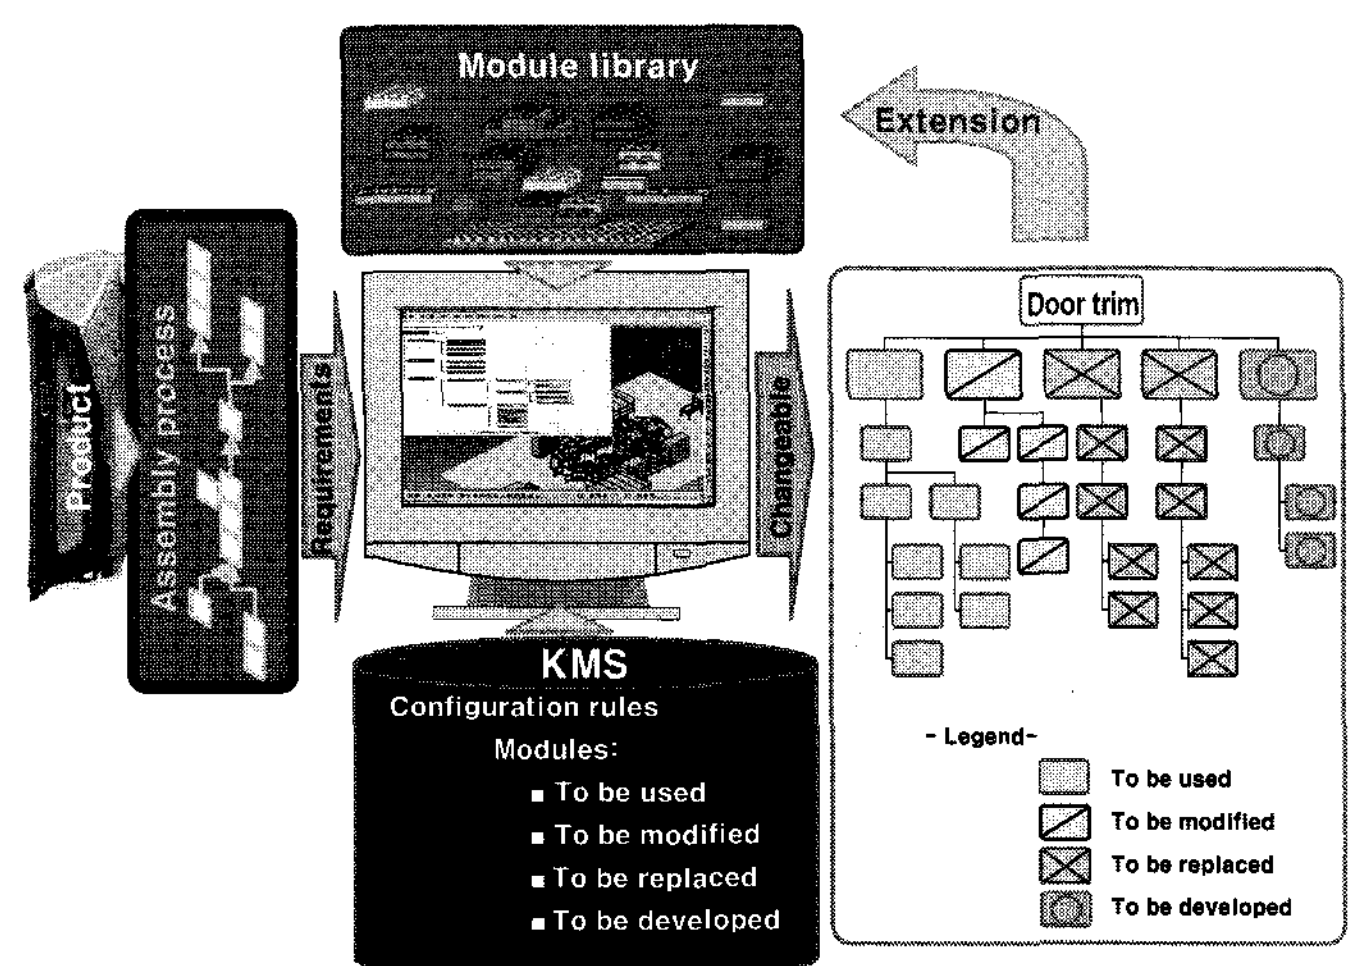 Module library
Extension
Product
Assembly process
Requirements
Changeable
Door trim
KMS
Configuration rules
Modules:
■ To be used
■ To be modified
■ To be replaced
■ To be developed
- Legend-
To be used
To be modified
To be replaced
To be developed